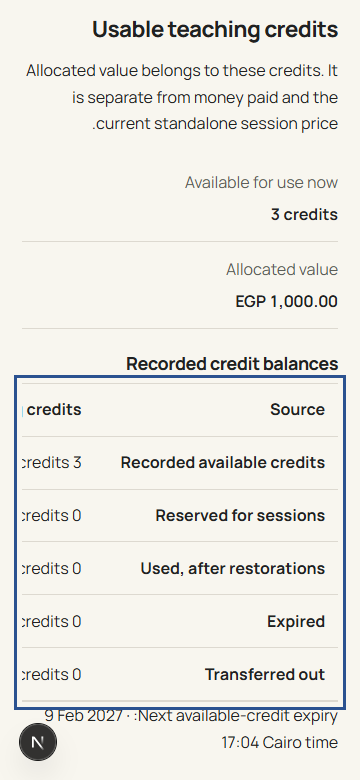 Usable teaching credits
Allocated value belongs to these credits. It
is separate from money paid and the
.current standalone session price
Available for use now
3 credits
Allocated value
EGP 1,000.00
Recorded credit balances
Source credits
Recorded available credits credits 3
Reserved for sessions credits 0
Used, after restorations credits 0
Expired credits 0
Transferred out credits 0
9 Feb 2027 · :Next available-credit expiry
17:04 Cairo time
N